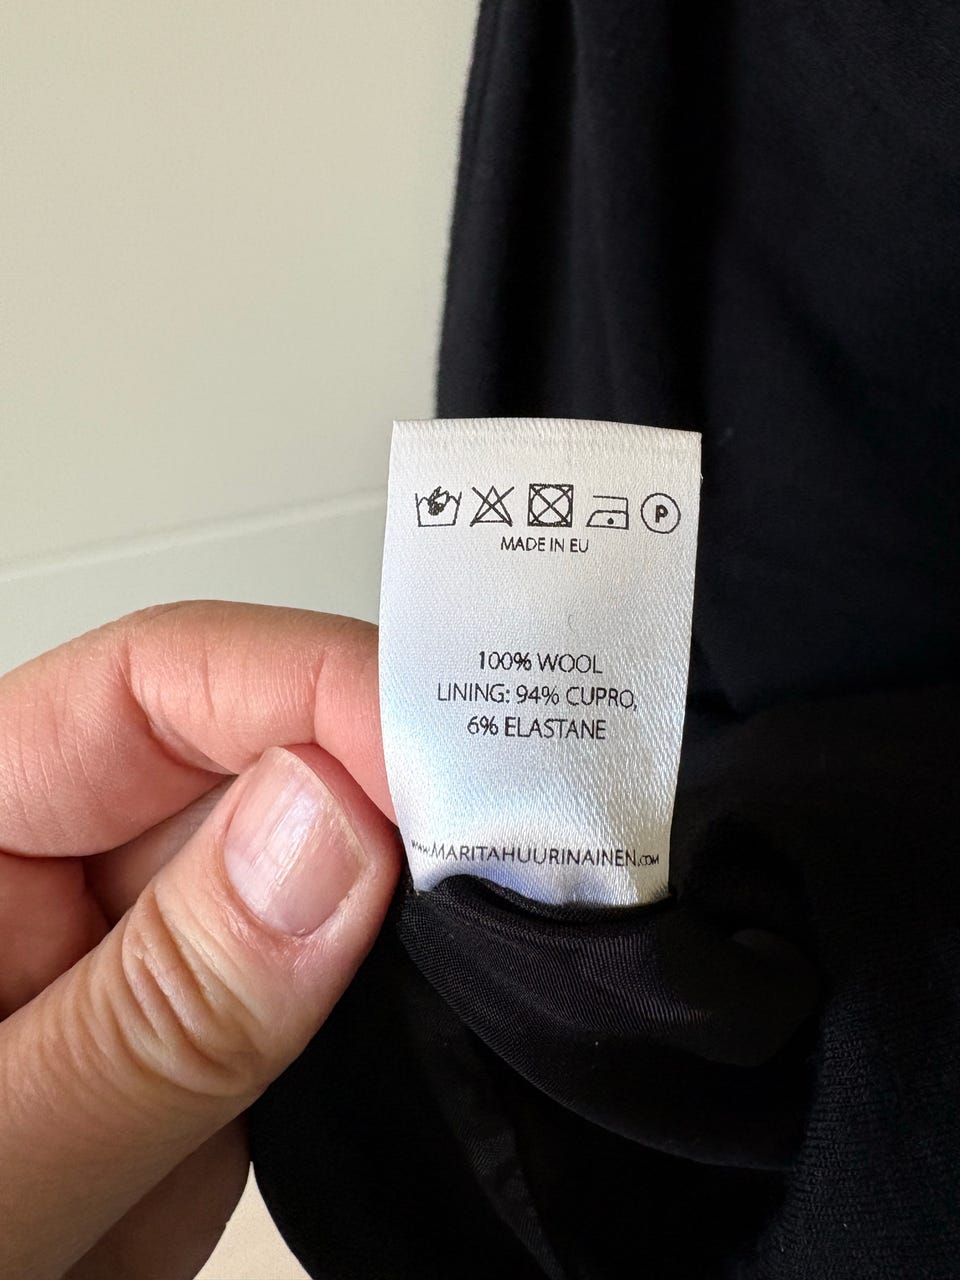 P
MADE IN EU
100% WOOL
LINING: 94% CUPRO,
6% ELASTANE
www.MARITAHUURINAINEN.COM